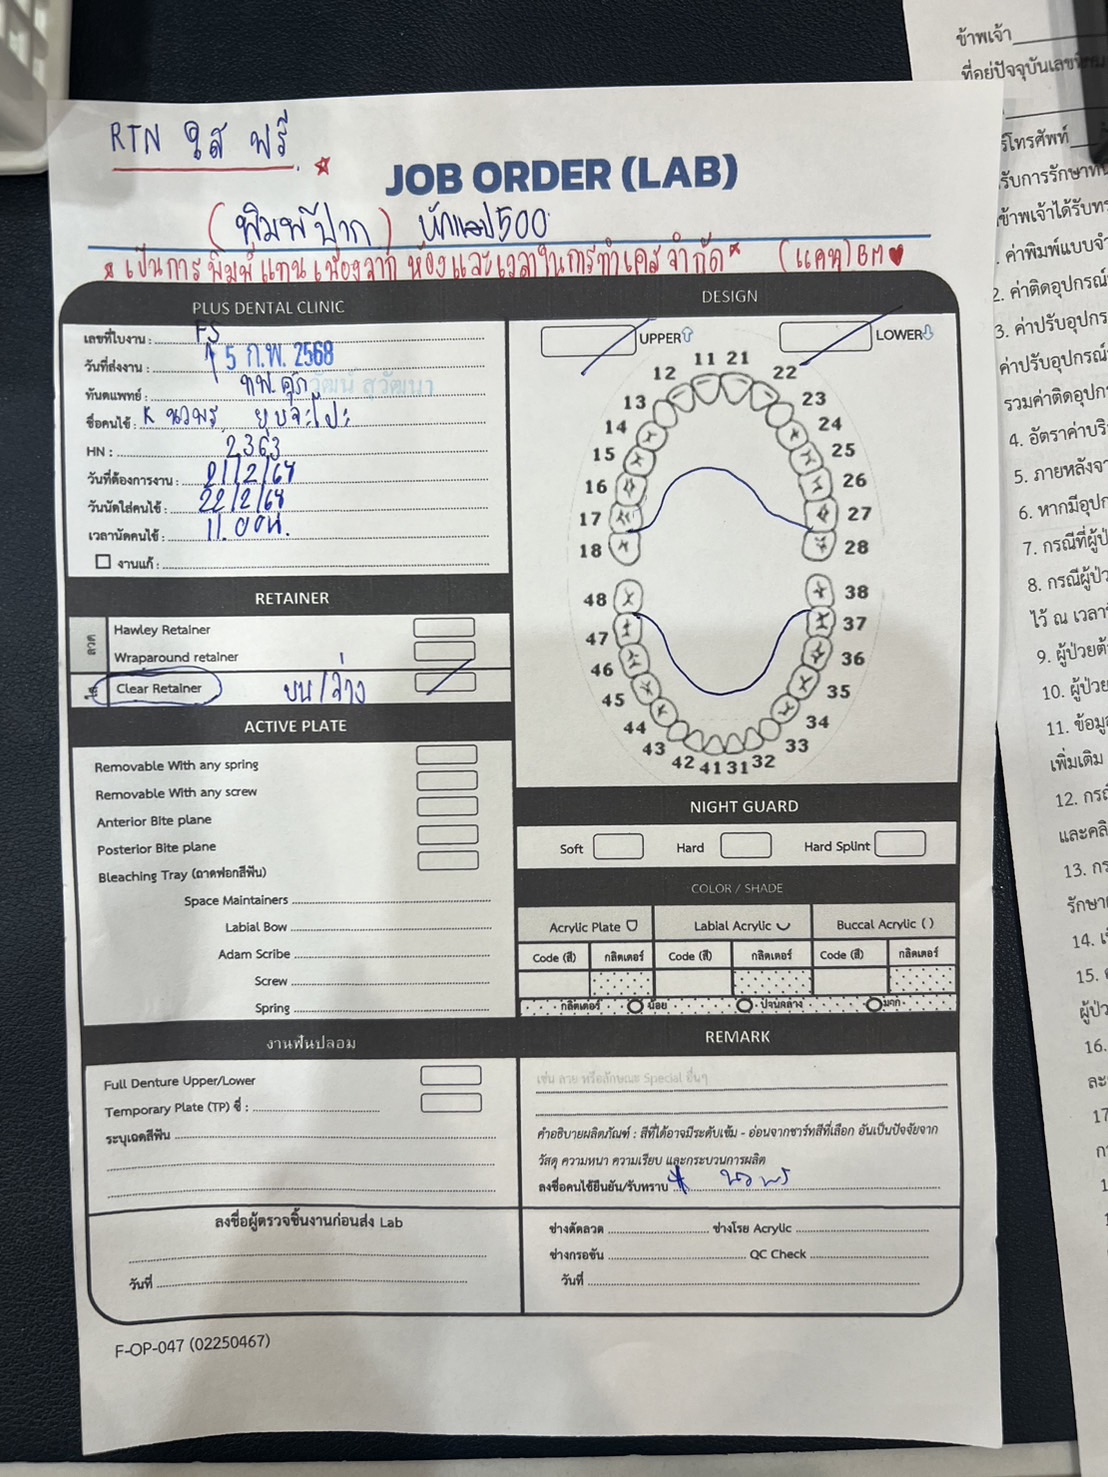 RTN ใส ฟรี
JOB ORDER (LAB)
(พิมพ์ปาก) หักแอป500
*เป็นการพิมพ์แทนเนื่องจากห้องและเวลาในการทำเคสจำกัด* (แคท)BM♥
PLUS DENTAL CLINIC
เลขที่ใบงาน : FS
วันที่ส่งงาน : 5 ก.พ. 2568
ทันตแพทย์ : ทพ.
ชื่อคนไข้ : K นวพร
HN : 2363
วันที่ต้องการงาน : 21/2/68
วันนัดใส่คนไข้ : 22/2/68
เวลานัดคนไข้ : 11.00น.
งานแก้ :
RETAINER
ลวด
Hawley Retainer
Wraparound retainer
ใส
Clear Retainer บน/ล่าง
ACTIVE PLATE
Removable With any spring
Removable With any screw
Anterior Bite plane
Posterior Bite plane
Bleaching Tray (ถาดฟอกสีฟัน)
Space Maintainers
Labial Bow
Adam Scribe
Screw
Spring
งานฟันปลอม
Full Denture Upper/Lower
Temporary Plate (TP) ซี่ :
ระบุเฉดสีฟัน
ลงชื่อผู้ตรวจชิ้นงานก่อนส่ง Lab
วันที่
DESIGN
UPPER LOWER
11 21
12 22
13 23
14 24
15 25
16 26
17 27
18 28
48 38
47 37
46 36
45 35
44 34
43 33
42 41 31 32
NIGHT GUARD
Soft Hard Hard Splint
COLOR / SHADE
Acrylic Plate Labial Acrylic Buccal Acrylic ( )
Code (สี) กลิตเตอร์ Code (สี) กลิตเตอร์ Code (สี) กลิตเตอร์
กลิตเตอร์ น้อย ปานกลาง มาก
REMARK
เช่น ลาย หรือลักษณะ Special อื่นๆ
คำอธิบายผลิตภัณฑ์ : สีที่ได้อาจมีระดับเข้ม - อ่อนจากชาร์ทสีที่เลือก อันเป็นปัจจัยจาก
วัสดุ ความหนา ความเรียบ และกระบวนการผลิต
ลงชื่อคนไข้ยืนยัน/รับทราบ * นวพร
ช่างดัดลวด ช่างโรย Acrylic
ช่างกรอขัน QC Check
วันที่
F-OP-047 (02250467)
ข้าพเจ้า
ที่อยู่ปัจจุบันเลขที่
โทรศัพท์
รับการรักษา
ข้าพเจ้าได้รับ
ค่าพิมพ์แบบ
2. ค่าติดอุปกรณ์
3. ค่าปรับอุปกร
ค่าปรับอุปกรณ์
รวมค่าติดอุปก
4. อัตราค่าบริ
5. ภายหลังจา
6. หากมีอุปก
7. กรณีที่ผู้ป
8. กรณีผู้ป่ว
ไว้ ณ เวลา
9. ผู้ป่วยต้
10. ผู้ป่วย
11. ข้อมู
เพิ่มเติม
12. กรณี
และคลิ
13. กร
รักษา
14. เ
15.
ผู้ป่ว
16.
ละ
17